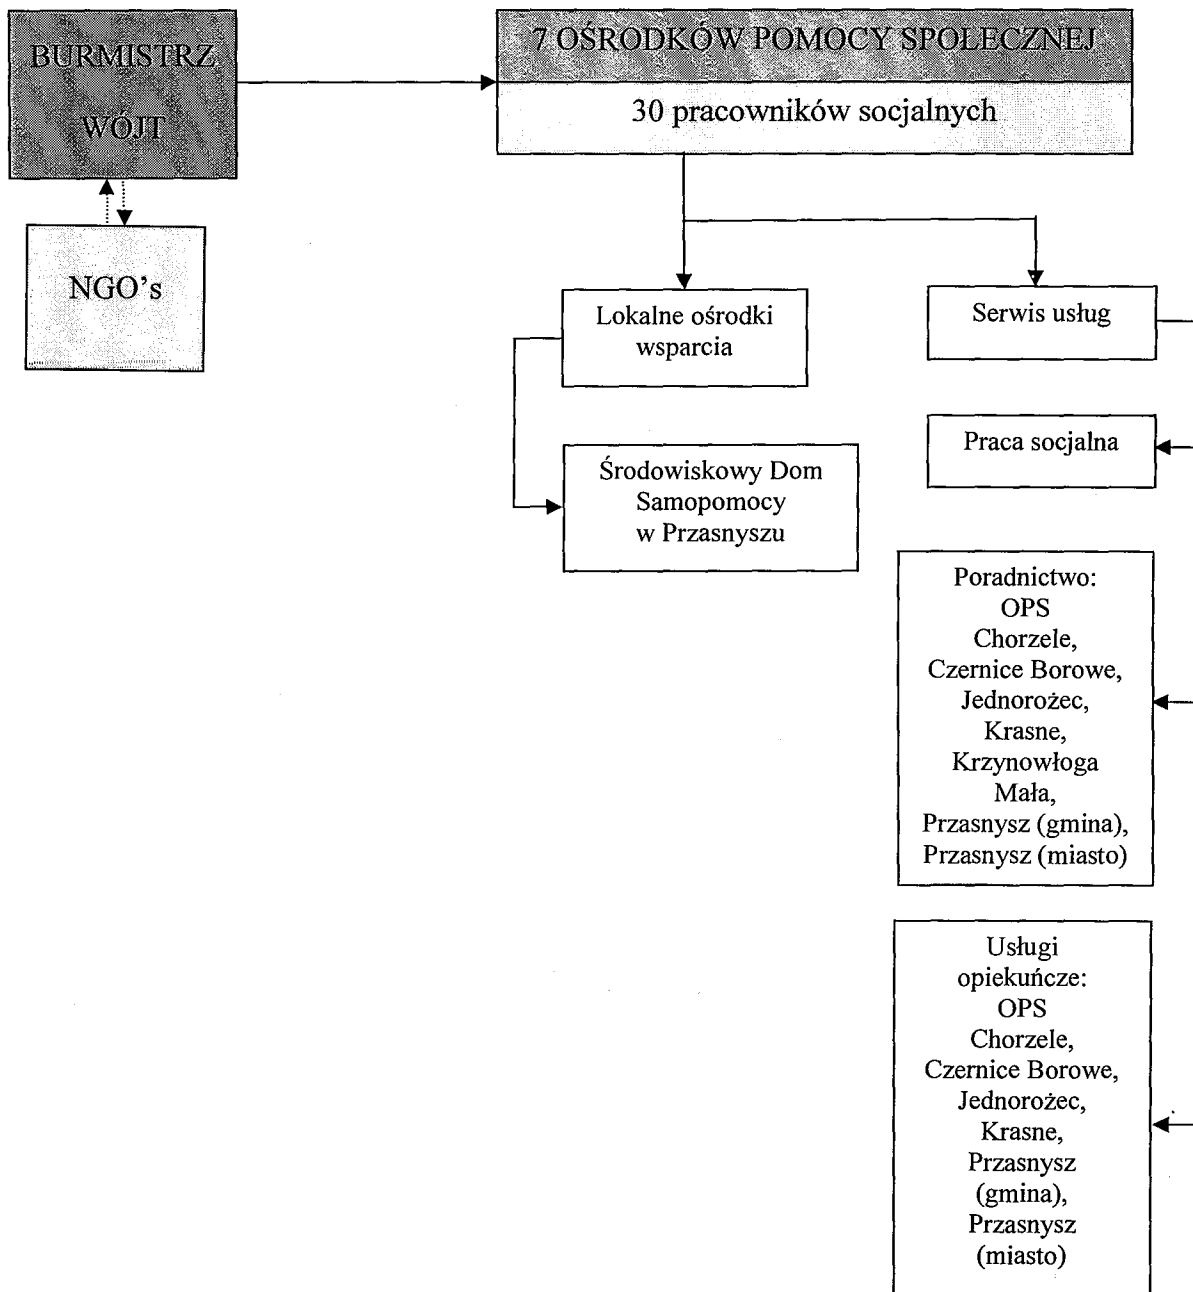 BURMISTRZ
WÓJT
7 OŚRODKÓW POMOCY SPOŁECZNEJ
30 pracowników socjalnych
NGO's
Lokalne ośrodki
wsparcia
Serwis usług
Środowiskowy Dom
Samopomocy
w Przasnyszu
Praca socjalna
Poradnictwo:
OPS
Chorzele,
Czernice Borowe,
Jednorożec,
Krasne,
Krzynowłoga
Mała,
Przasnysz (gmina),
Przasnysz (miasto)
Usługi
opiekuńcze:
OPS
Chorzele,
Czernice Borowe,
Jednorożec,
Krasne,
Przasnysz
(gmina),
Przasnysz
(miasto)